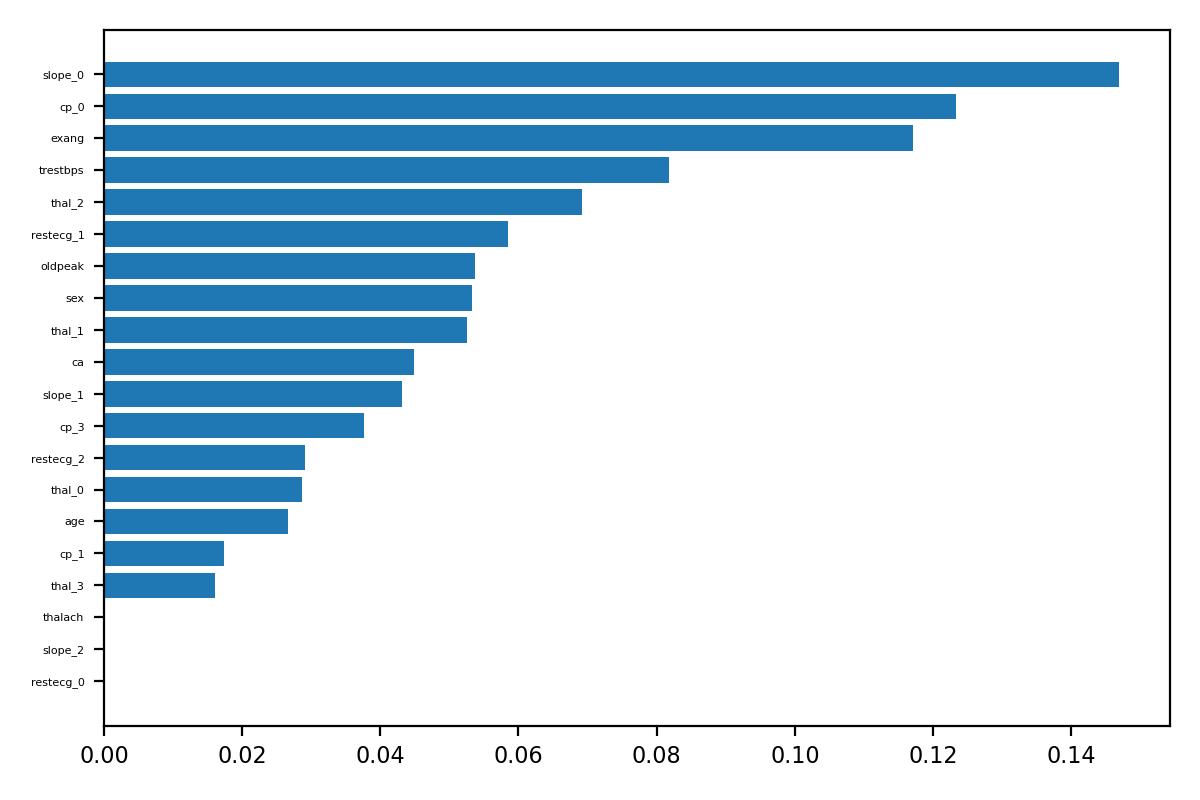 slope_0
cp_0
exang
trestbps
thal_2
restecg_1
oldpeak
sex
thal_1
ca
slope_1
cp_3
restecg_2
thal_0
age
cp_1
thal_3
thalach
slope_2
restecg_0
0.00 0.02 0.04 0.06 0.08 0.10 0.12 0.14